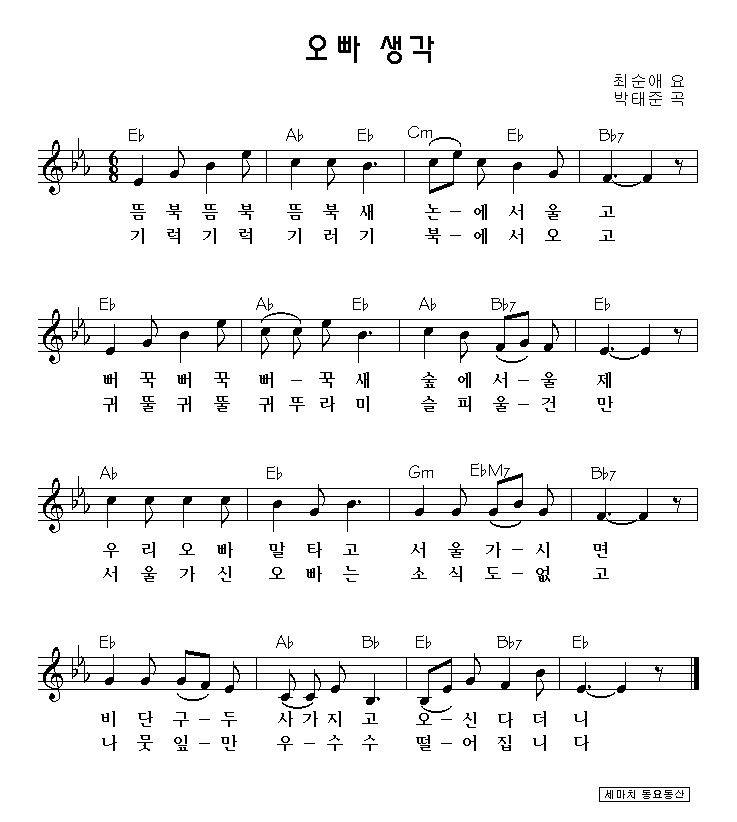 오빠 생각
최순애 요
박태준 곡
E♭ A♭ E♭ Cm E♭ B♭7
뜸 북 뜸 북 뜸 북 새 논-에 서 울 고
기 럭 기 럭 기 러 기 북-에 서 오 고
E♭ A♭ E♭ A♭ B♭7 E♭
뻐 꾹 뻐 꾹 뻐-꾹 새 숲 에 서-울 제
귀 뚤 귀 뚤 귀 뚜 라 미 슬 피 울-건 만
A♭ E♭ Gm E♭M7 B♭7
우 리 오 빠 말 타 고 서 울 가-시 면
서 울 가 신 오 빠 는 소 식 도-없 고
E♭ A♭ B♭ E♭ B♭7 E♭
비 단 구-두 사 가 지 고 오-신 다 더 니
나 뭇 잎-만 우-수 수 떨-어 집 니 다
세마치 동요동산